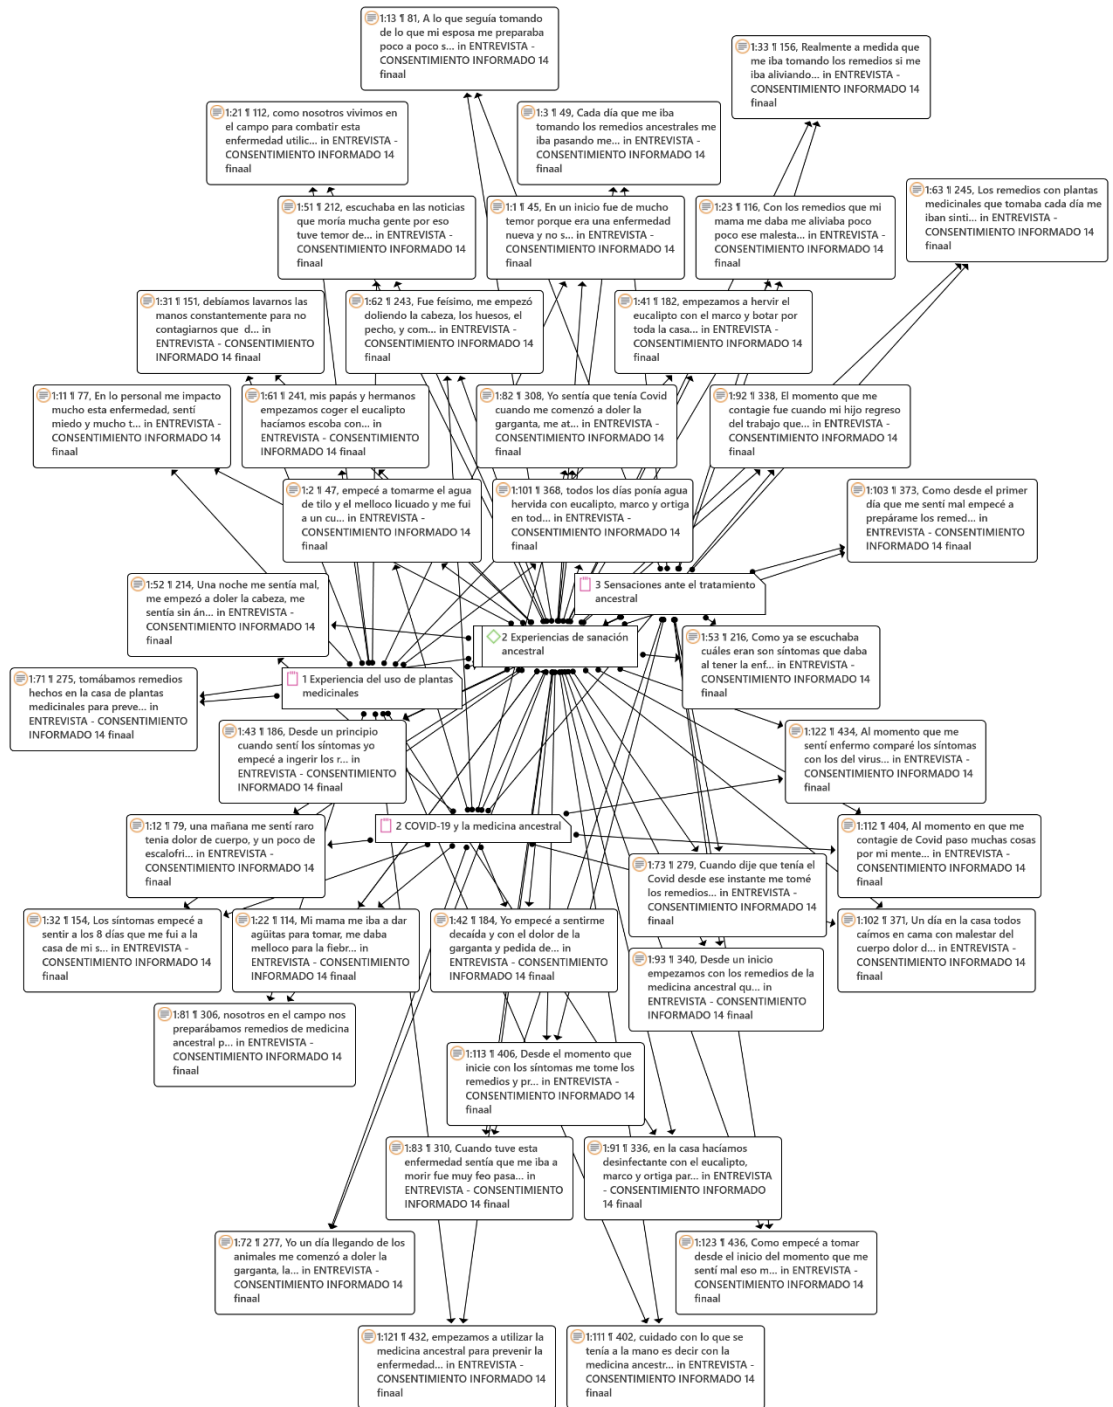 1:13 ¶ 81, A lo que seguía tomando
de lo que mi esposa me preparaba
poco a poco s... in ENTREVISTA -
CONSENTIMIENTO INFORMADO 14
finaal
1:33 ¶ 156, Realmente a medida que
me iba tomando los remedios si me
iba aliviando... in ENTREVISTA -
CONSENTIMIENTO INFORMADO 14
finaal
1:21 ¶ 112, como nosotros vivimos en
el campo para combatir esta
enfermedad utilic... in ENTREVISTA -
CONSENTIMIENTO INFORMADO 14
finaal
1:3 ¶ 49, Cada día que me iba
tomando los remedios ancestrales me
iba pasando me... in ENTREVISTA -
CONSENTIMIENTO INFORMADO 14
finaal
1:63 ¶ 245, Los remedios con plantas
medicinales que tomaba cada día me
iban sinti... in ENTREVISTA -
CONSENTIMIENTO INFORMADO 14
finaal
1:51 ¶ 212, escuchaba en las noticias
que moría mucha gente por eso
tuve temor de... in ENTREVISTA -
CONSENTIMIENTO INFORMADO 14
finaal
1:1 ¶ 45, En un inicio fue de mucho
temor porque era una enfermedad
nueva y no s... in ENTREVISTA -
CONSENTIMIENTO INFORMADO 14
finaal
1:23 ¶ 116, Con los remedios que mi
mama me daba me aliviaba poco
poco ese malesta... in ENTREVISTA -
CONSENTIMIENTO INFORMADO 14
finaal
1:31 ¶ 151, debíamos lavarnos las
manos constantemente para no
contagiarnos que d... in
ENTREVISTA - CONSENTIMIENTO
INFORMADO 14 finaal
1:62 ¶ 243, Fue feísimo, me empezó
doliendo la cabeza, los huesos, el
pecho, y com... in ENTREVISTA -
CONSENTIMIENTO INFORMADO 14
finaal
1:41 ¶ 182, empezamos a hervir el
eucalipto con el marco y botar por
toda la casa... in ENTREVISTA -
CONSENTIMIENTO INFORMADO 14
finaal
1:11 ¶ 77, En lo personal me impacto
mucho esta enfermedad, sentí
miedo y mucho t... in ENTREVISTA -
CONSENTIMIENTO INFORMADO 14
finaal
1:61 ¶ 241, mis papás y hermanos
empezamos coger el eucalipto
hacíamos escoba con... in
ENTREVISTA - CONSENTIMIENTO
INFORMADO 14 finaal
1:82 ¶ 308, Yo sentía que tenía Covid
cuando me comenzó a doler la
garganta, me at... in ENTREVISTA -
CONSENTIMIENTO INFORMADO 14
finaal
1:92 ¶ 338, El momento que me
contagie fue cuando mi hijo regreso
del trabajo que... in ENTREVISTA -
CONSENTIMIENTO INFORMADO 14
finaal
1:2 ¶ 47, empecé a tomarme el agua
de tilo y el melloco licuado y me fui
a un cu... in ENTREVISTA -
CONSENTIMIENTO INFORMADO 14
finaal
1:101 ¶ 368, todos los días ponía agua
hervida con eucalipto, marco y ortiga
en tod... in ENTREVISTA -
CONSENTIMIENTO INFORMADO 14
finaal
1:103 ¶ 373, Como desde el primer
día que me sentí mal empecé a
prepárame los remed... in
ENTREVISTA - CONSENTIMIENTO
INFORMADO 14 finaal
1:52 ¶ 214, Una noche me sentía mal,
me empezó a doler la cabeza, me
sentía sin án... in ENTREVISTA -
CONSENTIMIENTO INFORMADO 14
finaal
3 Sensaciones ante el tratamiento
ancestral
2 Experiencias de sanación
ancestral
1:53 ¶ 216, Como ya se escuchaba
cuáles eran son síntomas que daba
al tener la enf... in ENTREVISTA -
CONSENTIMIENTO INFORMADO 14
finaal
1:71 ¶ 275, tomábamos remedios
hechos en la casa de plantas
medicinales para preve... in
ENTREVISTA - CONSENTIMIENTO
INFORMADO 14 finaal
1 Experiencia del uso de plantas
medicinales
1:43 ¶ 186, Desde un principio
cuando sentí los síntomas yo
empecé a ingerir los r... in
ENTREVISTA - CONSENTIMIENTO
INFORMADO 14 finaal
1:122 ¶ 434, Al momento que me
sentí enfermo comparé los síntomas
con los del virus... in ENTREVISTA -
CONSENTIMIENTO INFORMADO 14
finaal
1:12 ¶ 79, una mañana me sentí raro
tenia dolor de cuerpo, y un poco de
escalofri... in ENTREVISTA -
CONSENTIMIENTO INFORMADO 14
finaal
2 COVID-19 y la medicina ancestral
1:112 ¶ 404, Al momento en que me
contagie de Covid paso muchas cosas
por mi mente... in ENTREVISTA -
CONSENTIMIENTO INFORMADO 14
finaal
1:73 ¶ 279, Cuando dije que tenía el
Covid desde ese instante me tomé
los remedios... in ENTREVISTA -
CONSENTIMIENTO INFORMADO 14
finaal
1:32 ¶ 154, Los síntomas empecé a
sentir a los 8 días que me fui a la
casa de mi s... in ENTREVISTA -
CONSENTIMIENTO INFORMADO 14
finaal
1:22 ¶ 114, Mi mama me iba a dar
agüitas para tomar, me daba
melloco para la fiebr... in
ENTREVISTA - CONSENTIMIENTO
INFORMADO 14 finaal
1:42 ¶ 184, Yo empecé a sentirme
decaída y con el dolor de la
garganta y pedida de... in
ENTREVISTA - CONSENTIMIENTO
INFORMADO 14 finaal
1:102 ¶ 371, Un día en la casa todos
caímos en cama con malestar del
cuerpo dolor d... in ENTREVISTA -
CONSENTIMIENTO INFORMADO 14
finaal
1:93 ¶ 340, Desde un inicio
empezamos con los remedios de la
medicina ancestral qu... in
ENTREVISTA - CONSENTIMIENTO
INFORMADO 14 finaal
1:81 ¶ 306, nosotros en el campo nos
preparábamos remedios de medicina
ancestral p... in ENTREVISTA -
CONSENTIMIENTO INFORMADO 14
finaal
1:113 ¶ 406, Desde el momento que
inicie con los síntomas me tome los
remedios y pr... in ENTREVISTA -
CONSENTIMIENTO INFORMADO 14
finaal
1:83 ¶ 310, Cuando tuve esta
enfermedad sentía que me iba a
morir fue muy feo pasa... in
ENTREVISTA - CONSENTIMIENTO
INFORMADO 14 finaal
1:91 ¶ 336, en la casa hacíamos
desinfectante con el eucalipto,
marco y ortiga par... in ENTREVISTA
- CONSENTIMIENTO INFORMADO
14 finaal
1:72 ¶ 277, Yo un día llegando de los
animales me comenzó a doler la
garganta, la... in ENTREVISTA -
CONSENTIMIENTO INFORMADO 14
finaal
1:123 ¶ 436, Como empecé a tomar
desde el inicio del momento que me
sentí mal eso m... in ENTREVISTA -
CONSENTIMIENTO INFORMADO 14
finaal
1:121 ¶ 432, empezamos a utilizar la
medicina ancestral para prevenir la
enfermedad... in ENTREVISTA -
CONSENTIMIENTO INFORMADO 14
finaal
1:111 ¶ 402, cuidado con lo que se
tenía a la mano es decir con la
medicina ancestr... in ENTREVISTA -
CONSENTIMIENTO INFORMADO 14
finaal